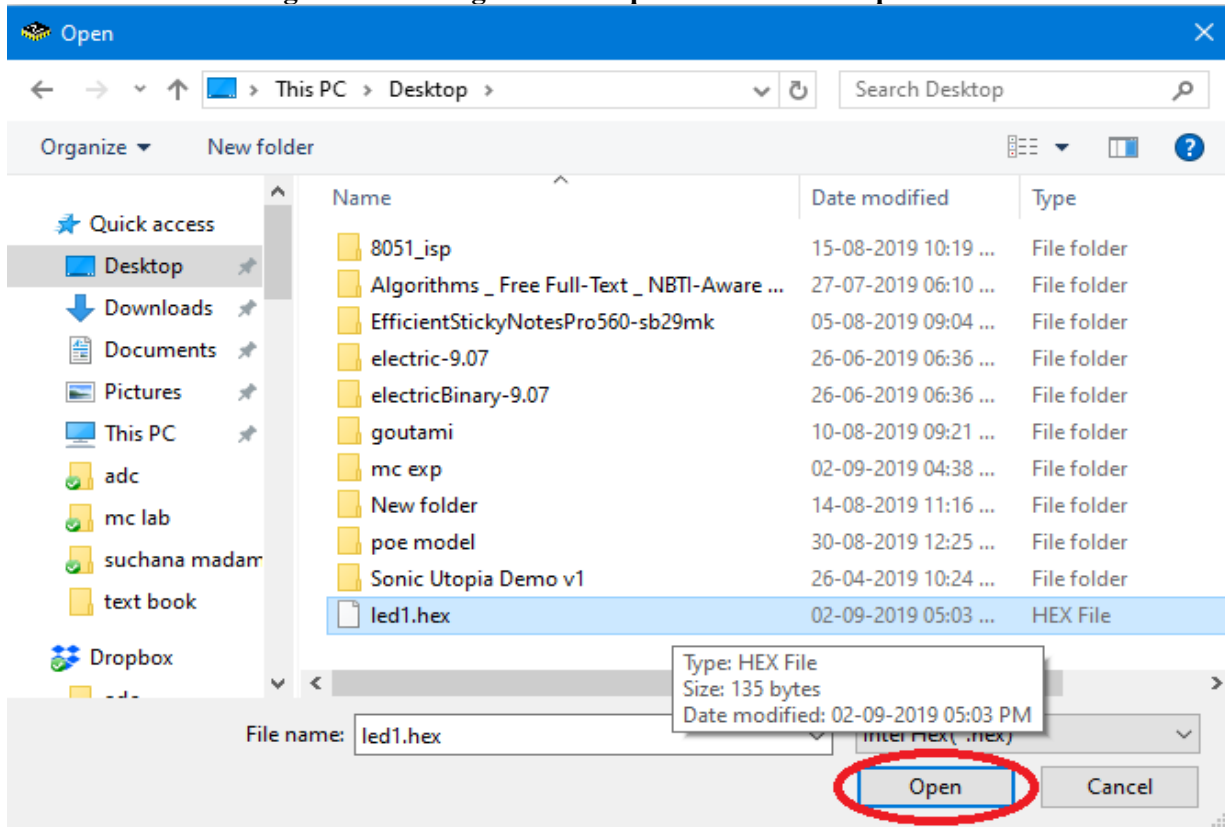 Open
This PC > Desktop >
Search Desktop
Organize
New folder
Name Date modified Type
Quick access
Desktop
Downloads
Documents
Pictures
This PC
adc
mc lab
suchana madam
text book
Dropbox
8051_isp 15-08-2019 10:19 ... File folder
Algorithms _ Free Full-Text _ NBTI-Aware ... 27-07-2019 06:10 ... File folder
EfficientStickyNotesPro560-sb29mk 05-08-2019 09:04 ... File folder
electric-9.07 26-06-2019 06:36 ... File folder
electricBinary-9.07 26-06-2019 06:36 ... File folder
goutami 10-08-2019 09:21 ... File folder
mc exp 02-09-2019 04:38 ... File folder
New folder 14-08-2019 11:16 ... File folder
poe model 30-08-2019 12:25 ... File folder
Sonic Utopia Demo v1 26-04-2019 10:24 ... File folder
led1.hex 02-09-2019 05:03 ... HEX File
Type: HEX File
Size: 135 bytes
Date modified: 02-09-2019 05:03 PM
File name: led1.hex
Intel Hex( .hex)
Open Cancel